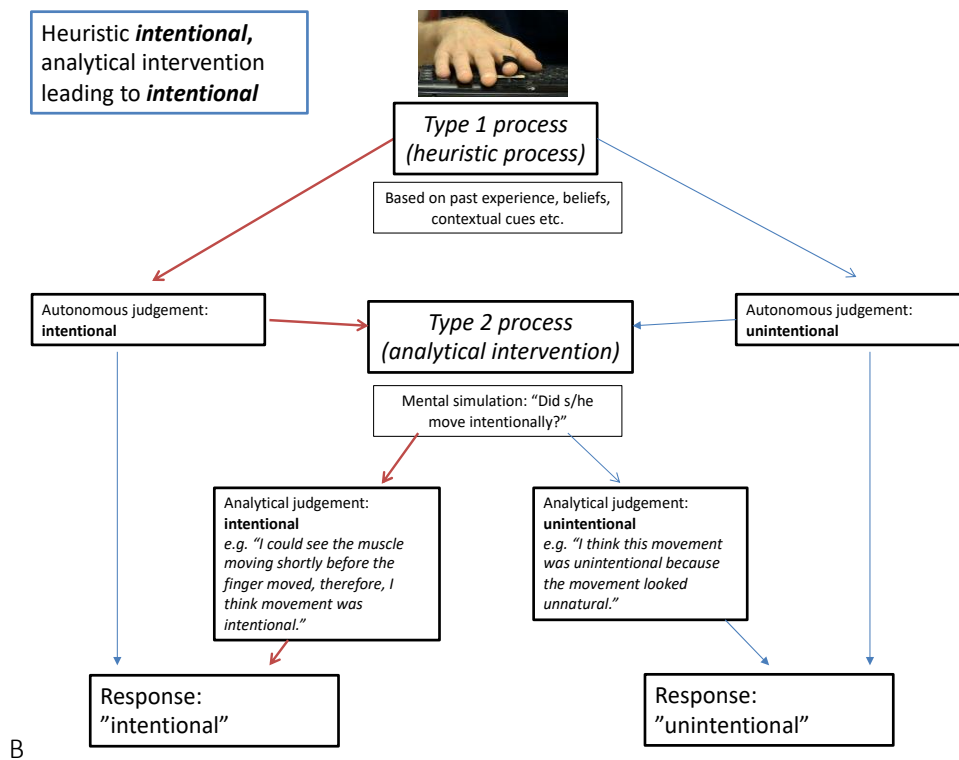 Heuristic intentional,
analytical intervention
leading to intentional
Type 1 process
(heuristic process)
Based on past experience, beliefs,
contextual cues etc.
Autonomous judgement:
intentional
Type 2 process
(analytical intervention)
Autonomous judgement:
unintentional
Mental simulation: “Did s/he
move intentionally?”
Analytical judgement:
intentional
e.g. “I could see the muscle
moving shortly before the
finger moved, therefore, I
think movement was
intentional.”
Analytical judgement:
unintentional
e.g. “I think this movement
was unintentional because
the movement looked
unnatural.”
Response:
”intentional”
Response:
”unintentional”
B